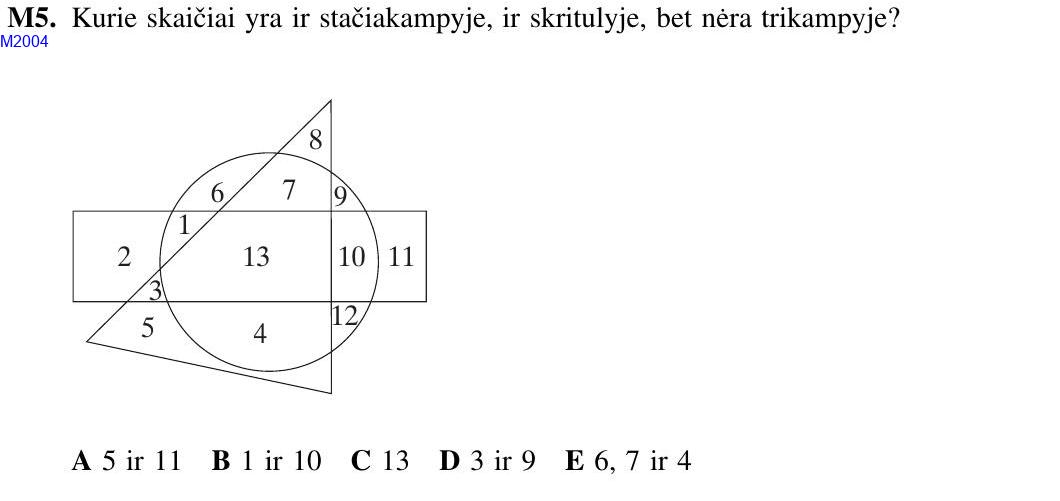 M5. Kurie skaičiai yra ir stačiakampyje, ir skritulyje, bet nėra trikampyje?
M2004
8
6 7 9
1
2 13 10 11
3
5 4 12
A 5 ir 11 B 1 ir 10 C 13 D 3 ir 9 E 6, 7 ir 4